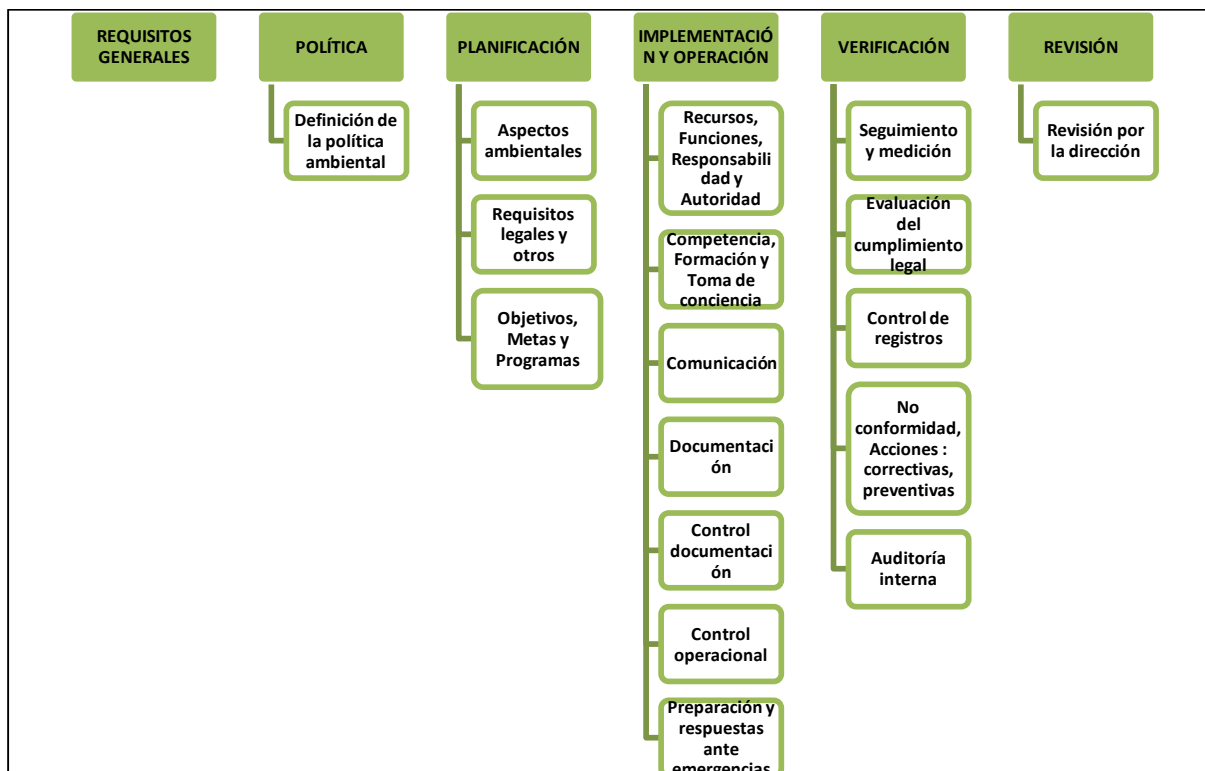 REQUISITOS
GENERALES
POLÍTICA
Definición de
la política
ambiental
PLANIFICACIÓN
Aspectos
ambientales
Requisitos
legales y
otros
Objetivos,
Metas y
Programas
IMPLEMENTACIÓ
N Y OPERACIÓN
Recursos,
Funciones,
Responsabili
dad y
Autoridad
Competencia,
Formación y
Toma de
conciencia
Comunicación
Documentaci
ón
Control
documentaci
ón
Control
operacional
Preparación y
respuestas
ante
emergencias
VERIFICACIÓN
Seguimiento
y medición
Evaluación
del
cumplimiento
legal
Control de
registros
No
conformidad,
Acciones :
correctivas,
preventivas
Auditoría
interna
REVISIÓN
Revisión por
la dirección